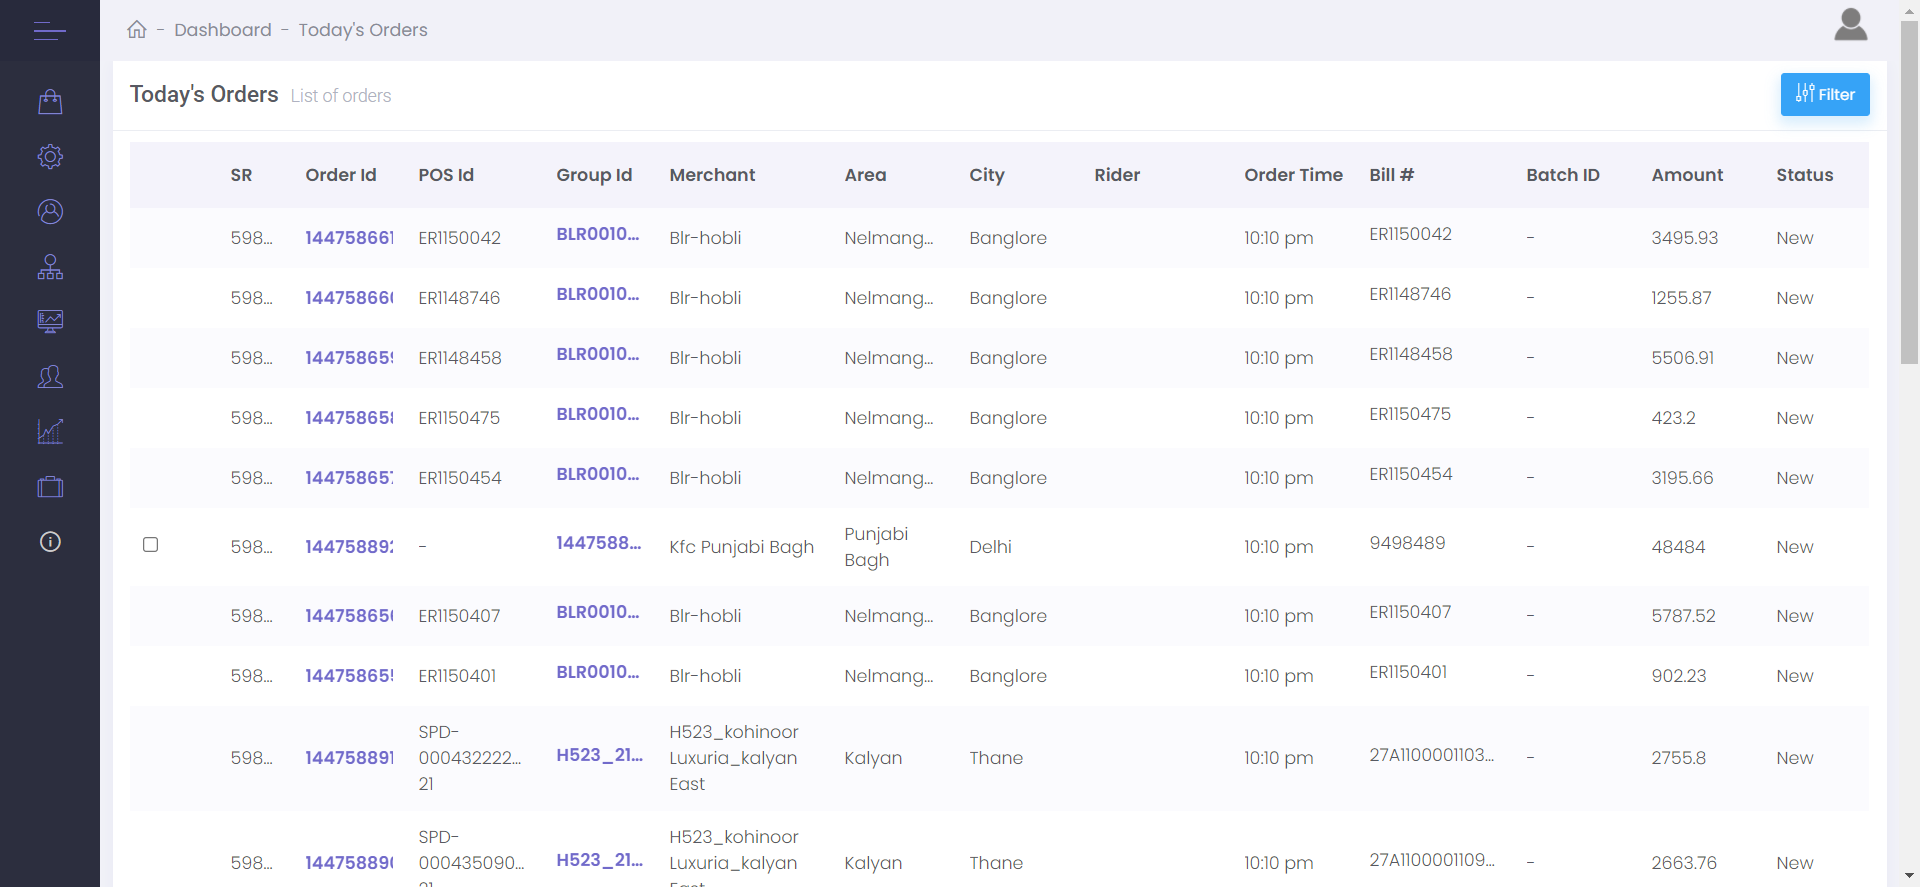 - Dashboard - Today's Orders
Today's Orders List of orders
Filter
SR Order Id POS Id Group Id Merchant Area City Rider Order Time Bill # Batch ID Amount Status
598... 144758661 ER1150042 BLR0010... Blr-hobli Nelmang... Banglore 10:10 pm ER1150042 - 3495.93 New
598... 14475866 ER1148746 BLR0010... Blr-hobli Nelmang... Banglore 10:10 pm ER1148746 - 1255.87 New
598... 14475865 ER1148458 BLR0010... Blr-hobli Nelmang... Banglore 10:10 pm ER1148458 - 5506.91 New
598... 14475865 ER1150475 BLR0010... Blr-hobli Nelmang... Banglore 10:10 pm ER1150475 - 423.2 New
598... 14475865 ER1150454 BLR0010... Blr-hobli Nelmang... Banglore 10:10 pm ER1150454 - 3195.66 New
598... 144758892 - 1447588... Kfc Punjabi Bagh Punjabi Bagh Delhi 10:10 pm 9498489 - 48484 New
598... 14475865 ER1150407 BLR0010... Blr-hobli Nelmang... Banglore 10:10 pm ER1150407 - 5787.52 New
598... 14475865 ER1150401 BLR0010... Blr-hobli Nelmang... Banglore 10:10 pm ER1150401 - 902.23 New
598... 144758891 SPD-000432222... 21 H523_21... H523_kohinoor Luxuria_kalyan East Kalyan Thane 10:10 pm 27A1100001103... - 2755.8 New
598... 14475889 SPD-000435090... H523_21... H523_kohinoor Luxuria_kalyan Kalyan Thane 10:10 pm 27A1100001109... - 2663.76 New